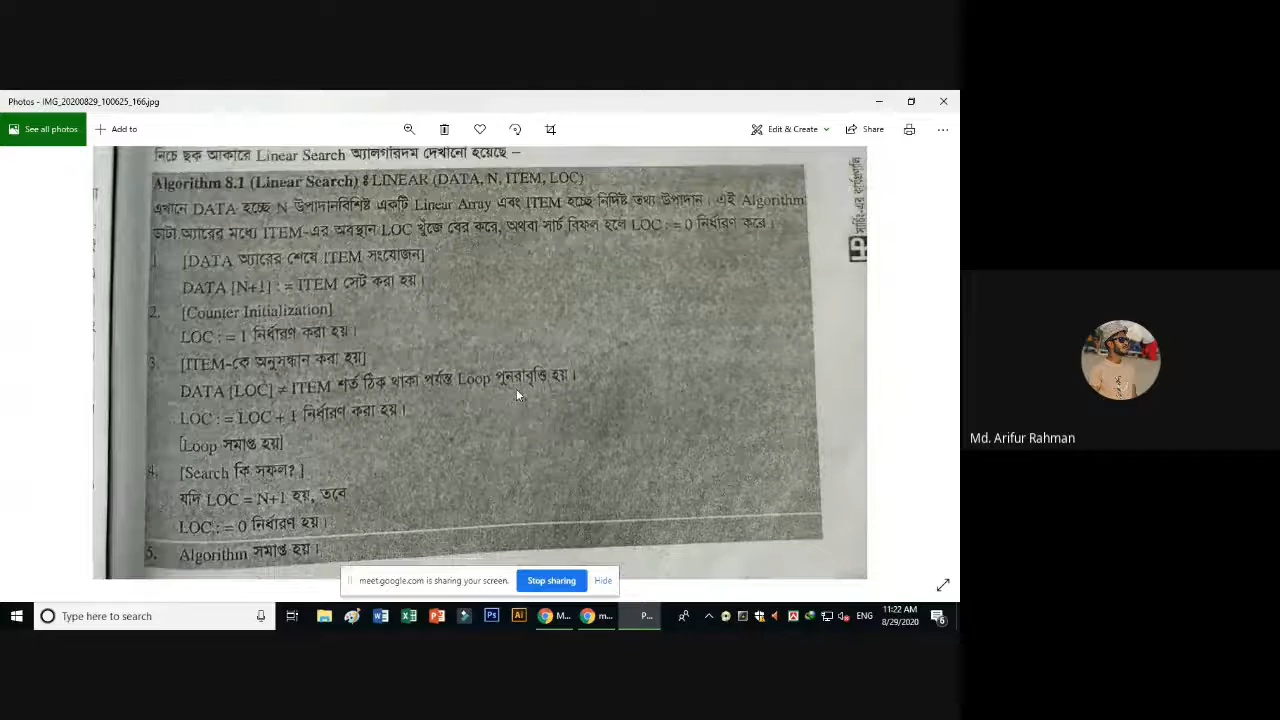 Photos - IMG_20200829_100625_166.jpg
See all photos
Add to
Edit & Create
Share
নিচে ছক আকারে Linear Search অ্যালগরিদম দেখানো হয়েছে –
Algorithm 8.1 (Linear Search) ঃ LINEAR (DATA, N, ITEM, LOC)
এখানে DATA হচ্ছে N উপাদানবিশিষ্ট একটি Linear Array এবং ITEM হচ্ছে নির্দিষ্ট তথ্য উপাদান। এই Algorithm
ডাটা অ্যারের মধ্যে ITEM-এর অবস্থান LOC খুঁজে বের করে, অথবা সার্চ বিফল হলে LOC : = 0 নির্ধারণ করে।
1. [DATA অ্যারের শেষে ITEM সংযোজন]
DATA [N+1] : = ITEM সেট করা হয়।
2. [Counter Initialization]
LOC : = 1 নির্ধারণ করা হয়।
3. [ITEM-কে অনুসন্ধান করা হয়]
DATA [LOC] ≠ ITEM শর্ত ঠিক থাকা পর্যন্ত Loop পুনরাবৃত্তি হয়।
LOC : = LOC + 1 নির্ধারণ করা হয়।
[Loop সমাপ্ত হয়]
4. [Search কি সফল? ]
যদি LOC = N+1 হয়, তবে
LOC : = 0 নির্ধারণ হয়।
5. Algorithm সমাপ্ত হয়।
meet.google.com is sharing your screen.
Stop sharing
Hide
Type here to search
M...
m...
P...
ENG
11:22 AM
8/29/2020
6
Md. Arifur Rahman